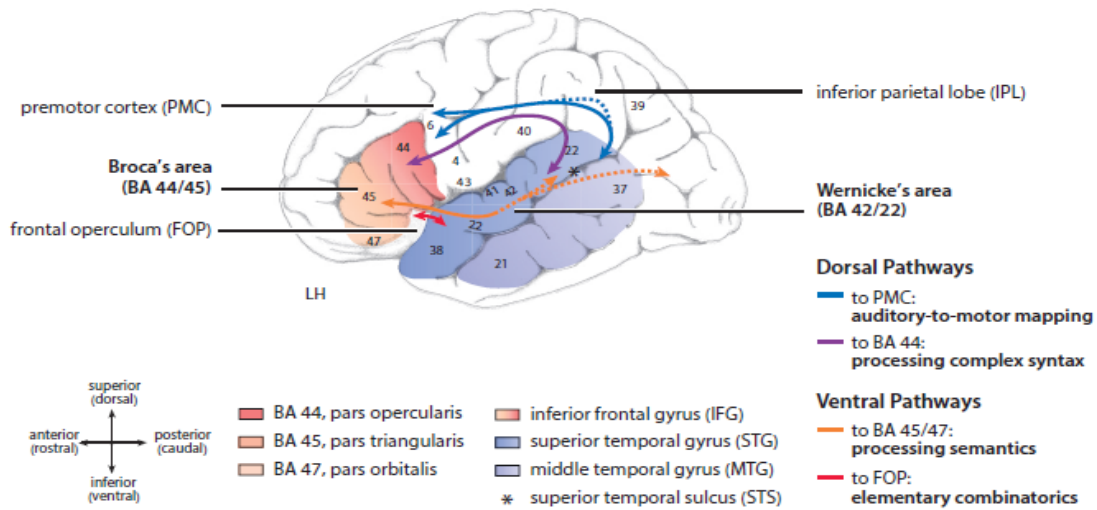 premotor cortex (PMC)
Broca's area
(BA 44/45)
frontal operculum (FOP)
inferior parietal lobe (IPL)
Wernicke's area
(BA 42/22)
39
6
40
44
22
4
*
43
41
42
37
45
22
47
38
21
LH
Dorsal Pathways
to PMC:
auditory-to-motor mapping
to BA 44:
processing complex syntax
Ventral Pathways
to BA 45/47:
processing semantics
to FOP:
elementary combinatorics
superior
(dorsal)
anterior
(rostral)
posterior
(caudal)
inferior
(ventral)
BA 44, pars opercularis
BA 45, pars triangularis
BA 47, pars orbitalis
inferior frontal gyrus (IFG)
superior temporal gyrus (STG)
middle temporal gyrus (MTG)
* superior temporal sulcus (STS)